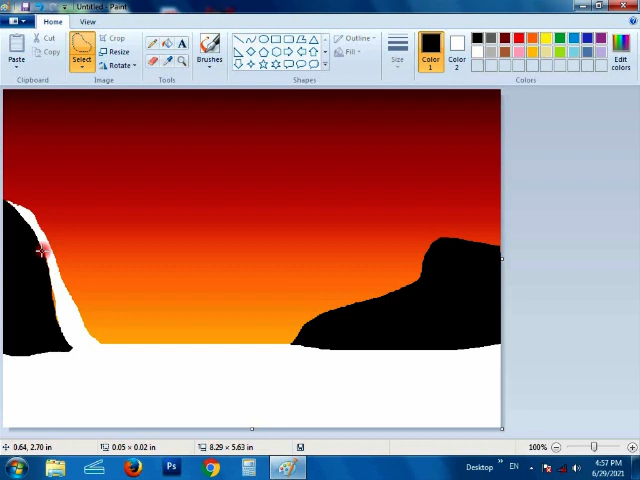 Untitled - Paint
Home View
Paste
Cut
Copy
Clipboard
Select
Crop
Resize
Rotate
Image
A
Tools
Brushes
Outline
Fill
Shapes
Size
Color 1
Color 2
Edit colors
Colors
0.64, 2.70 in
0.05 × 0.02 in
8.29 × 5.63 in
100%
Ps
Desktop
EN
4:57 PM
6/29/2021